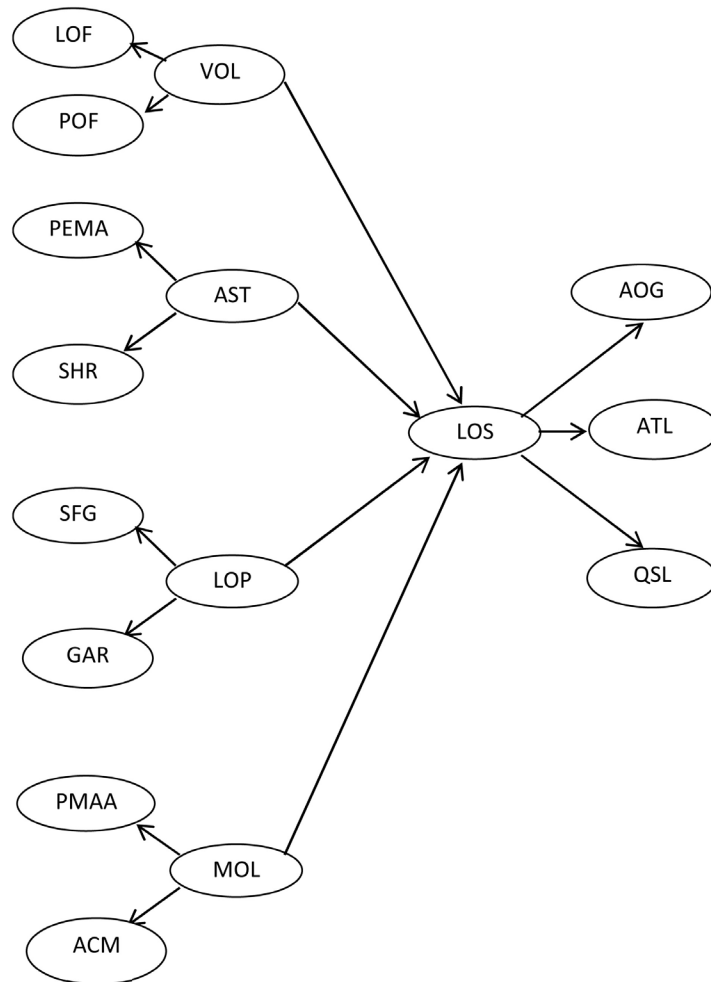 LOF
VOL
POF
PEMA
AST
SHR
AOG
LOS
ATL
SFG
LOP
QSL
GAR
PMAA
MOL
ACM